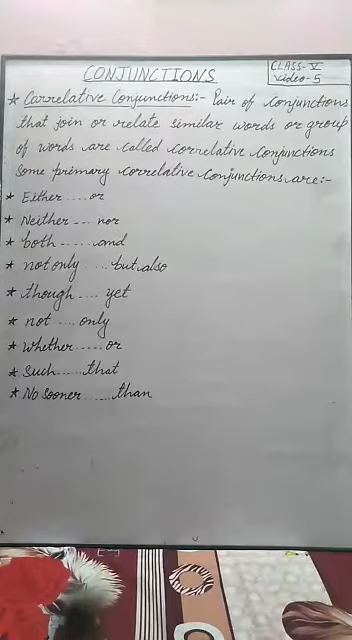 CONJUNCTIONS
CLASS-V
Video-5
* Correlative Conjunctions:- Pair of conjunctions
that join or relate similar words or group
of words are called correlative conjunctions
Some primary correlative conjunctions are:-
* Either .... or
* Neither .... nor
* both ..... and
* not only .... but also
* though .... yet
* not .... only
* Whether ..... or
* Such ..... that
* No Sooner ..... than